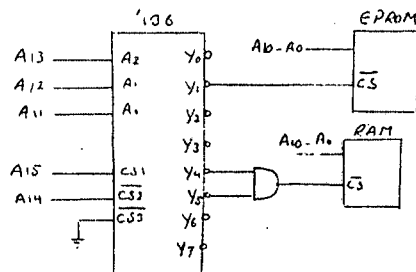 '136
EPROM
A13 A2 Y0 A10-A0
A12 A1 Y1 CS
A11 A0 Y2
RAM
Y3 A10-A0
A15 CS1 Y4 CS
A14 CS2 Y5
CS3 Y6
Y7